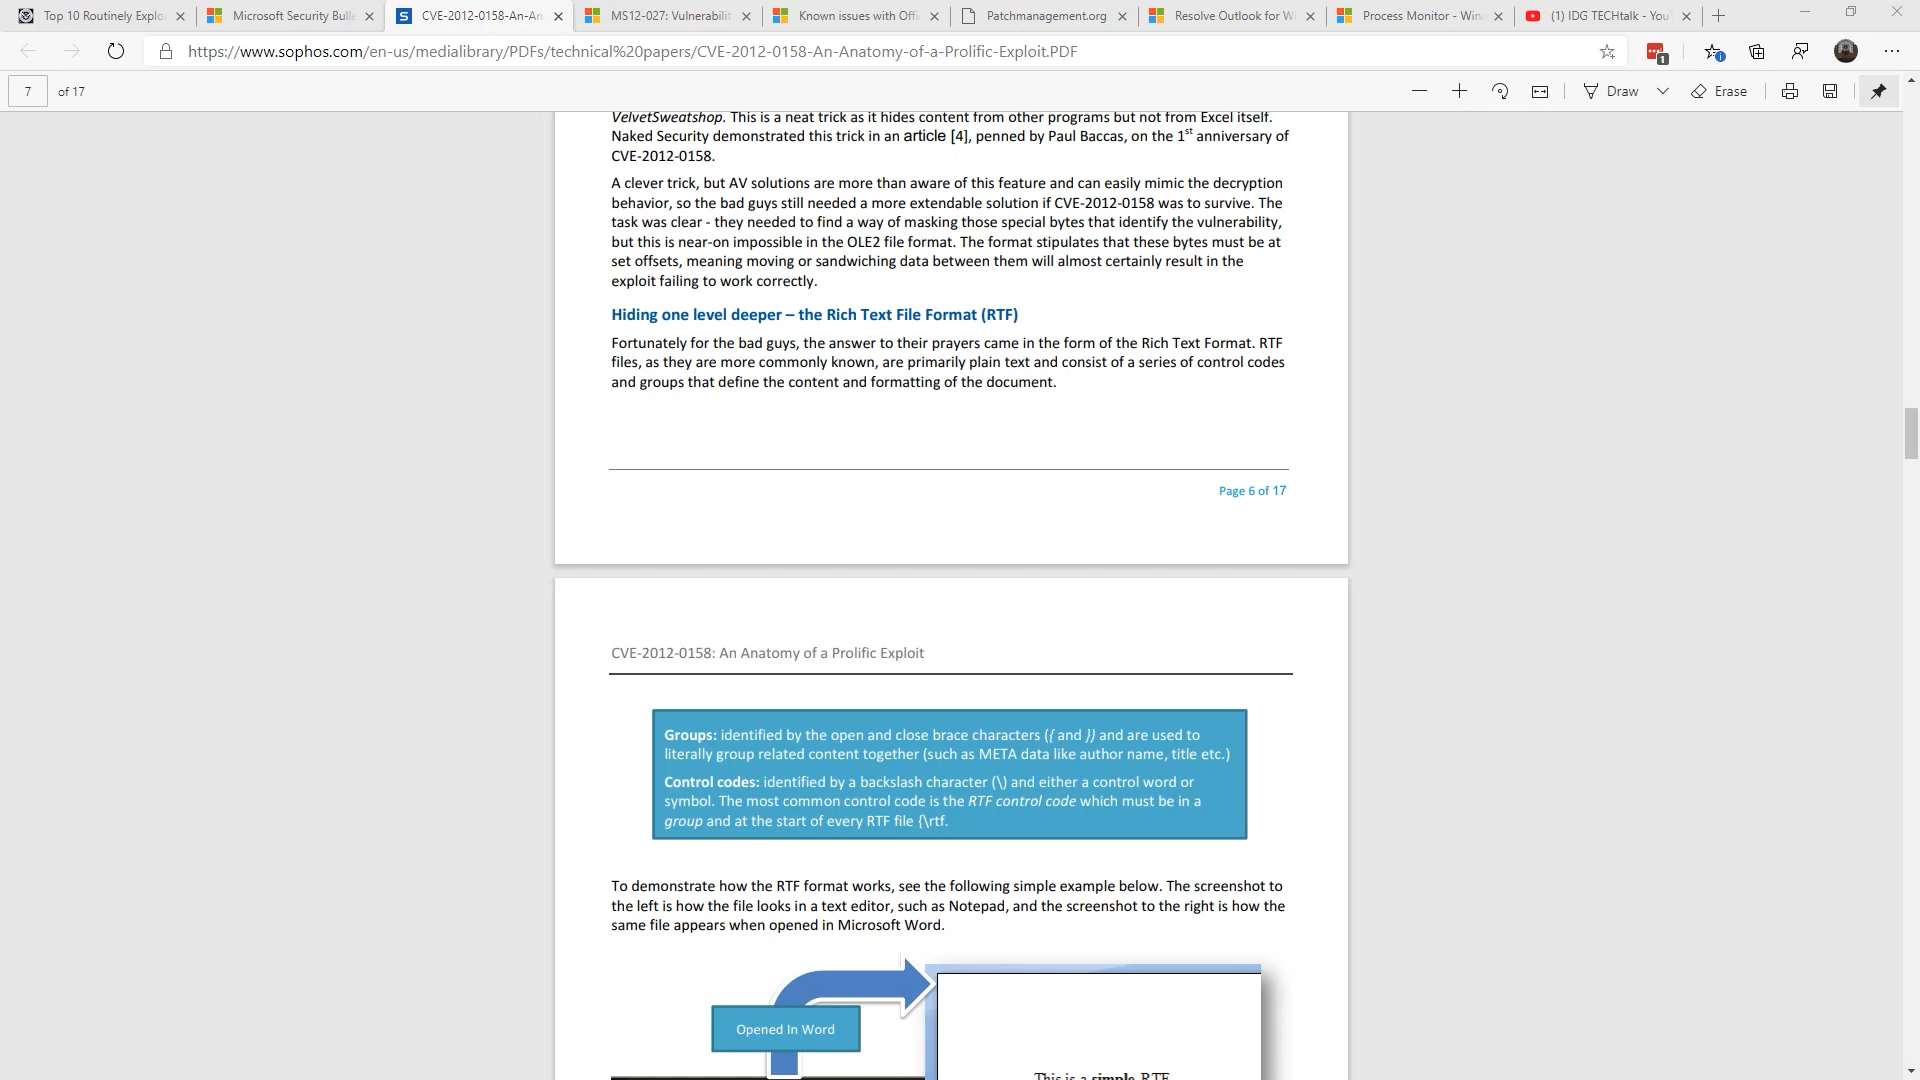 Top 10 Routinely Explo
Microsoft Security Bulle
CVE-2012-0158-An-An
MS12-027: Vulnerabilit
Known issues with Offi
Patchmanagement.org
Resolve Outlook for Wi
Process Monitor - Win
(1) IDG TECHtalk - You
https://www.sophos.com/en-us/medialibrary/PDFs/technical%20papers/CVE-2012-0158-An-Anatomy-of-a-Prolific-Exploit.PDF
1
7 of 17
Draw
Erase
VelvetSweatshop. This is a neat trick as it hides content from other programs but not from Excel itself.
Naked Security demonstrated this trick in an article [4], penned by Paul Baccas, on the 1st anniversary of
CVE-2012-0158.
A clever trick, but AV solutions are more than aware of this feature and can easily mimic the decryption
behavior, so the bad guys still needed a more extendable solution if CVE-2012-0158 was to survive. The
task was clear - they needed to find a way of masking those special bytes that identify the vulnerability,
but this is near-on impossible in the OLE2 file format. The format stipulates that these bytes must be at
set offsets, meaning moving or sandwiching data between them will almost certainly result in the
exploit failing to work correctly.
Hiding one level deeper – the Rich Text File Format (RTF)
Fortunately for the bad guys, the answer to their prayers came in the form of the Rich Text Format. RTF
files, as they are more commonly known, are primarily plain text and consist of a series of control codes
and groups that define the content and formatting of the document.
Page 6 of 17
CVE-2012-0158: An Anatomy of a Prolific Exploit
Groups: identified by the open and close brace characters ({ and }) and are used to
literally group related content together (such as META data like author name, title etc.)
Control codes: identified by a backslash character (\) and either a control word or
symbol. The most common control code is the RTF control code which must be in a
group and at the start of every RTF file {\rtf.
To demonstrate how the RTF format works, see the following simple example below. The screenshot to
the left is how the file looks in a text editor, such as Notepad, and the screenshot to the right is how the
same file appears when opened in Microsoft Word.
Opened In Word
This is a simple RTF